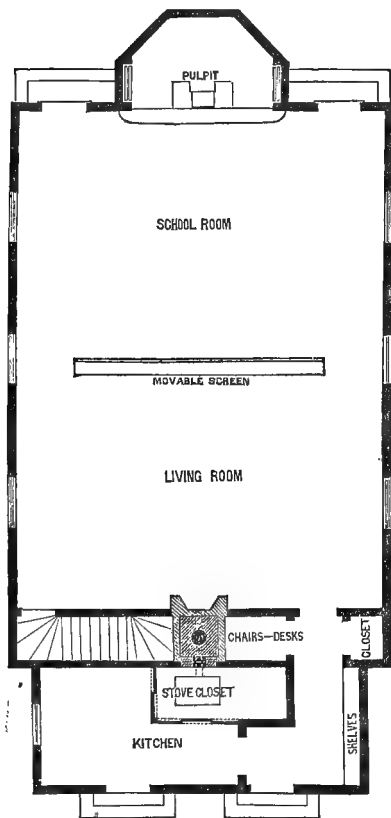 PULPIT
SCHOOL ROOM
MOVABLE SCREEN
LIVING ROOM
CHAIRS—DESKS
CLOSET
STOVE CLOSET
KITCHEN
SHELVES